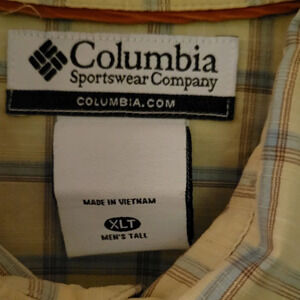 Columbia
Sportswear Company
COLUMBIA.COM
MADE IN VIETNAM
XLT
MEN'S TALL